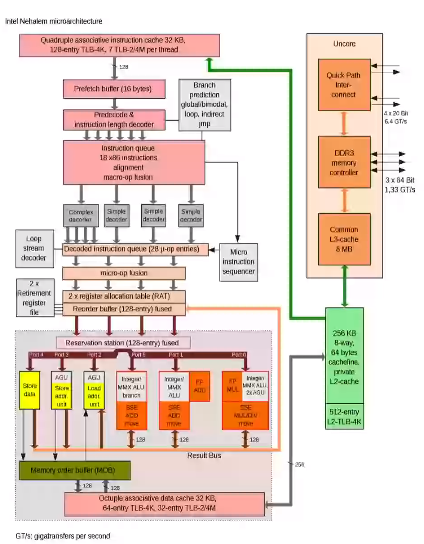 Intel Nehalem microarchitecture
Quadruple associative instruction cache 32 KB,
128-entry TLB-4K, 7 TLB-2/4M per thread
128
Prefetch buffer (16 bytes)
Predecode &
instruction length decoder
Branch
prediction
global/bimodal,
loop, indirect
jmp
Instruction queue
18 x86 instructions
alignment
macro-op fusion
Complex
decoder
Simple
decoder
Simple
decoder
Simple
decoder
Loop
stream
decoder
Decoded instruction queue (28 µ-op entries)
Micro
instruction
sequencer
micro-op fusion
2 x
Retirement
register
file
2 x register allocation table (RAT)
Reorder buffer (128-entry) fused
Reservation station (128-entry) fused
Port 4
Port 3
Port 2
Port 5
Port 1
Port 0
Store
data
AGU
Store
addr.
unit
AGU
Load
addr.
unit
Integer/
MMX ALU,
branch
SSE
ADD
move
Integer/
MMX ALU
SSE
ADD
move
FP
ADD
FP
MUL
Integer/
MMX ALU,
2x AGU
SSE
MUL/DIV
move
128
128
128
Result Bus
Memory order buffer (MOB)
128
128
256
Octuple associative data cache 32 KB,
64-entry TLB-4K, 32-entry TLB-2/4M
Uncore
Quick Path
Inter-
connect
4 x 20 Bit
6,4 GT/s
DDR3
memory
controller
3 x 64 Bit
1,33 GT/s
Common
L3-cache
8 MB
256 KB
8-way,
64 bytes
cacheline,
private
L2-cache
512-entry
L2-TLB-4K
GT/s: gigatransfers per second